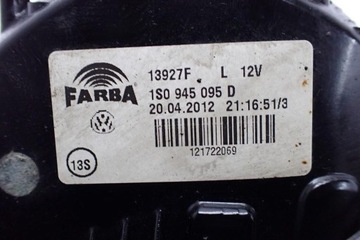 FARBA
13927F L 12V
1S0 945 095 D
20.04.2012 21:16:51/3
13S
121722069